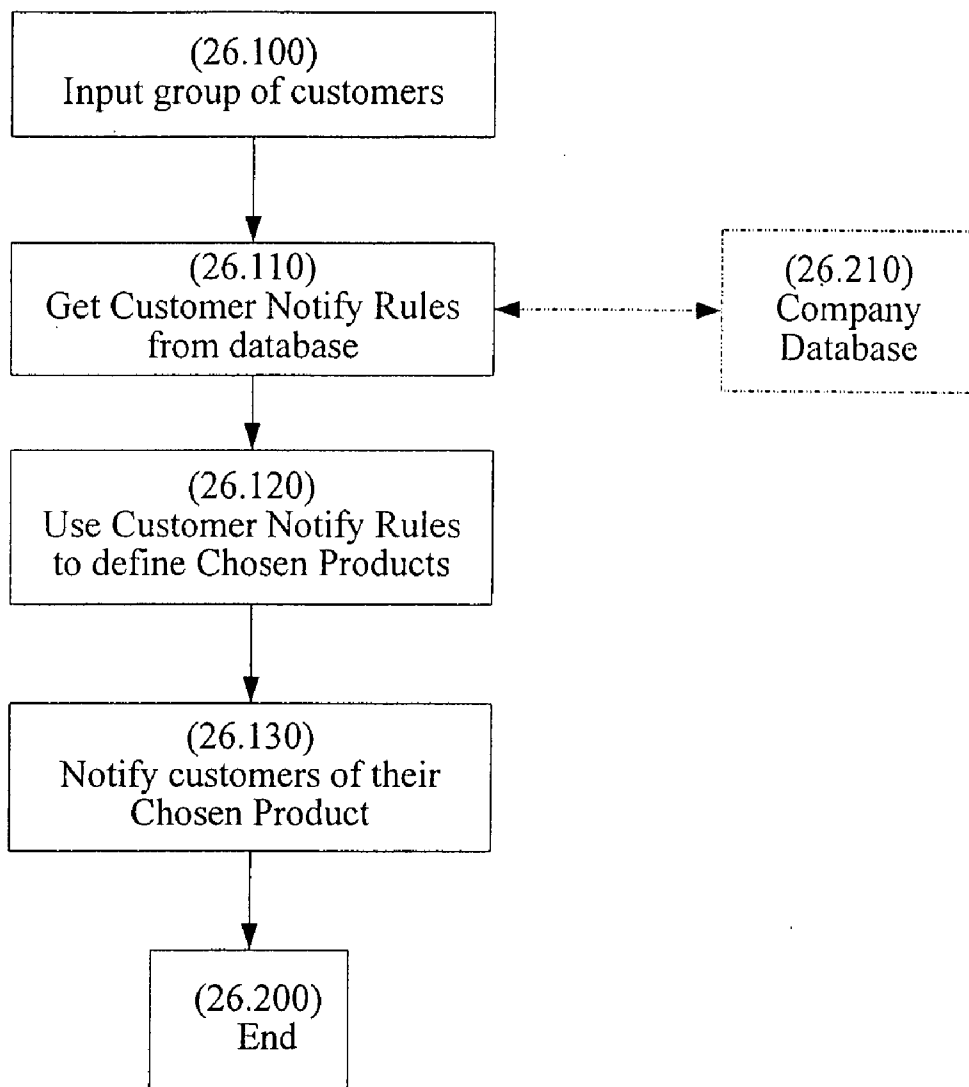 (26.100)
Input group of customers
(26.110)
Get Customer Notify Rules
from database
(26.210)
Company
Database
(26.120)
Use Customer Notify Rules
to define Chosen Products
(26.130)
Notify customers of their
Chosen Product
(26.200)
End